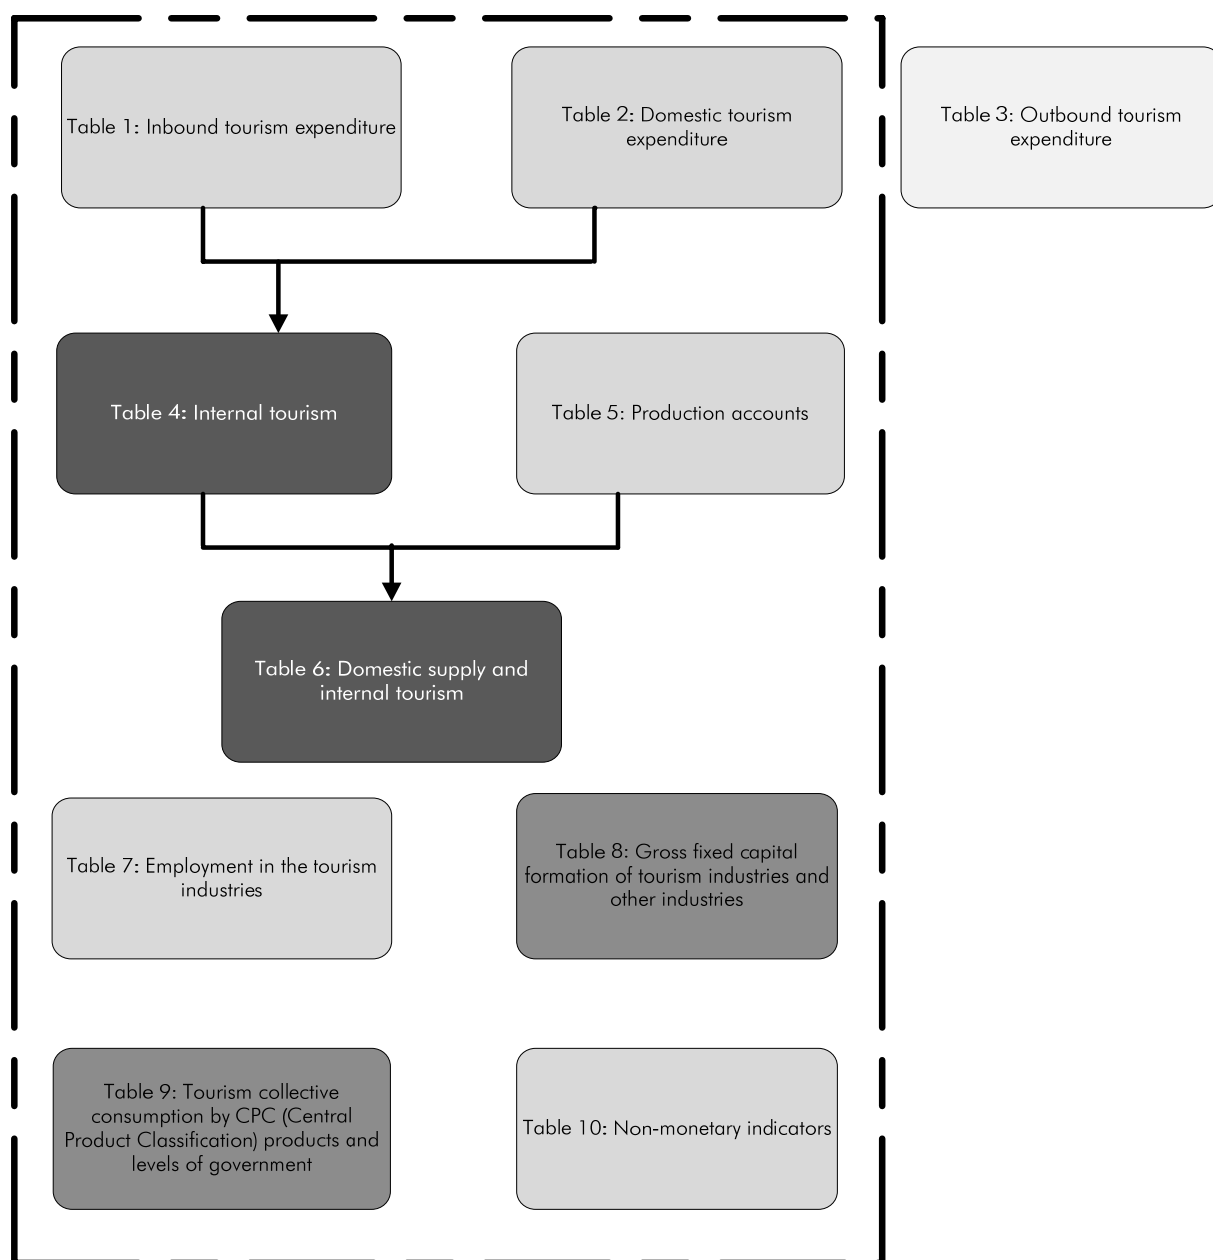 Table 1: Inbound tourism expenditure
Table 2: Domestic tourism
expenditure
Table 3: Outbound tourism
expenditure
Table 4: Internal tourism
Table 5: Production accounts
Table 6: Domestic supply and
internal tourism
Table 7: Employment in the tourism
industries
Table 8: Gross fixed capital
formation of tourism industries and
other industries
Table 9: Tourism collective
consumption by CPC (Central
Product Classification) products and
levels of government
Table 10: Non-monetary indicators